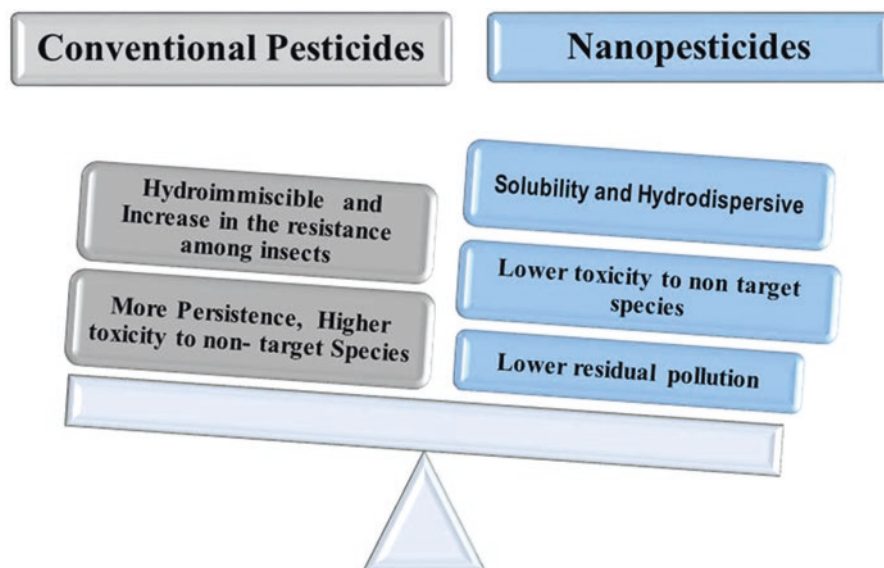 Conventional Pesticides
Nanopesticides
Hydroimmiscible and
Increase in the resistance
among insects
More Persistence, Higher
toxicity to non- target Species
Solubility and Hydrodispersive
Lower toxicity to non target
species
Lower residual pollution